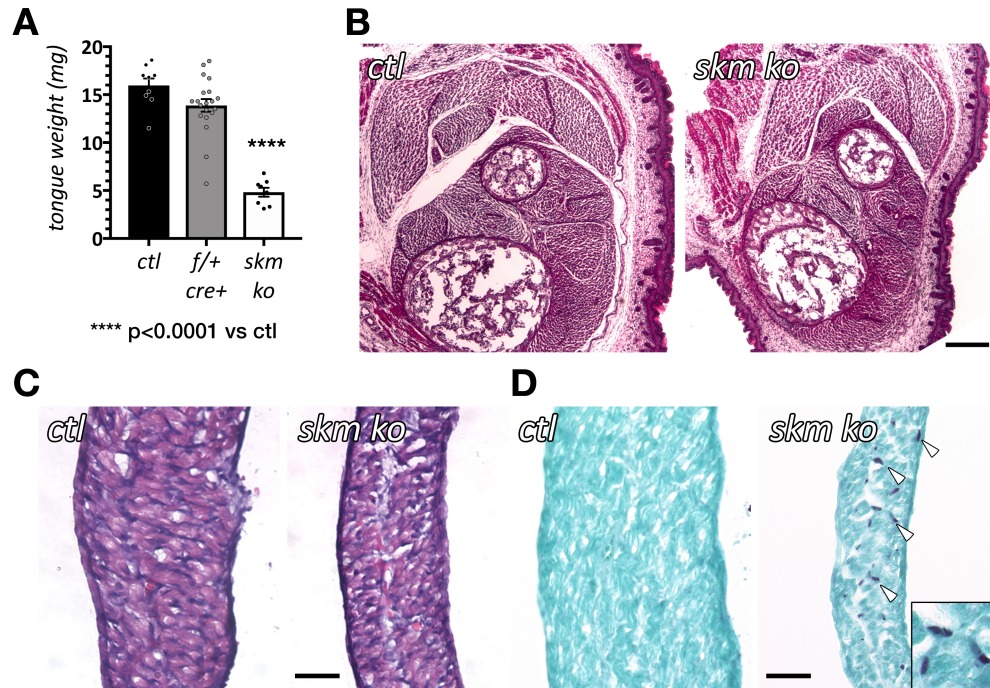 A
tongue weight (mg)
20
15
10
5
0
****
ctl
f/+
cre+
skm
ko
**** p<0.0001 vs ctl
B
ctl
skm ko
C
ctl
skm ko
D
ctl
skm ko